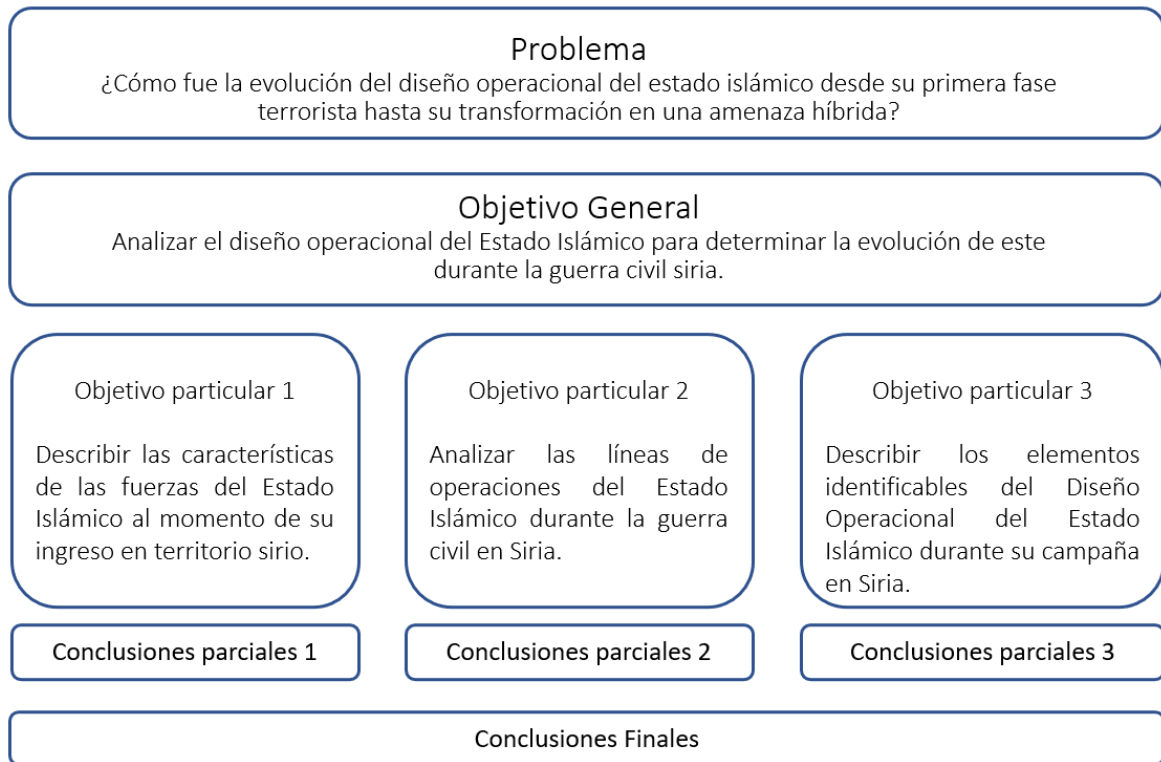 Problema
¿Cómo fue la evolución del diseño operacional del estado islámico desde su primera fase
terrorista hasta su transformación en una amenaza híbrida?
Objetivo General
Analizar el diseño operacional del Estado Islámico para determinar la evolución de este
durante la guerra civil siria.
Objetivo particular 1
Describir las características
de las fuerzas del Estado
Islámico al momento de su
ingreso en territorio sirio.
Objetivo particular 2
Analizar las líneas de
operaciones del Estado
Islámico durante la guerra
civil en Siria.
Objetivo particular 3
Describir los elementos
identificables del Diseño
Operacional del Estado
Islámico durante su campaña
en Siria.
Conclusiones parciales 1
Conclusiones parciales 2
Conclusiones parciales 3
Conclusiones Finales